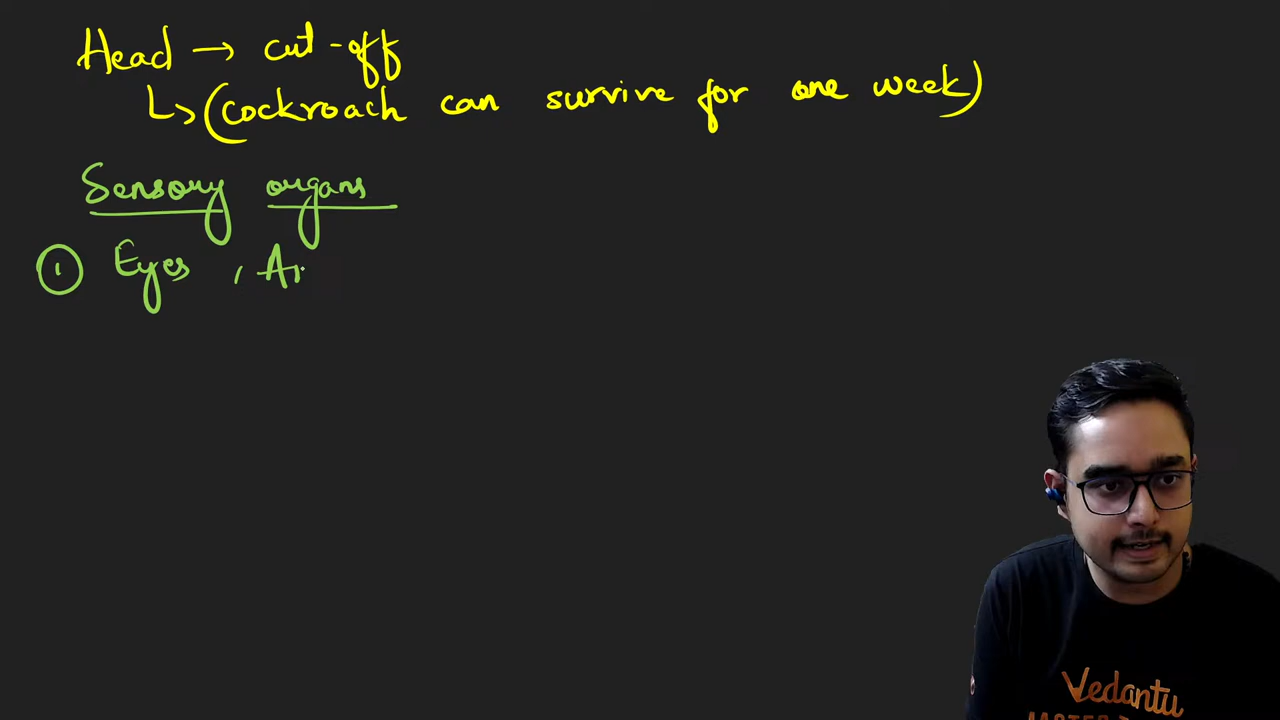 Head → cut-off
↳ (cockroach can survive for one week)
Sensory organs
① Eyes ,
Vedantu